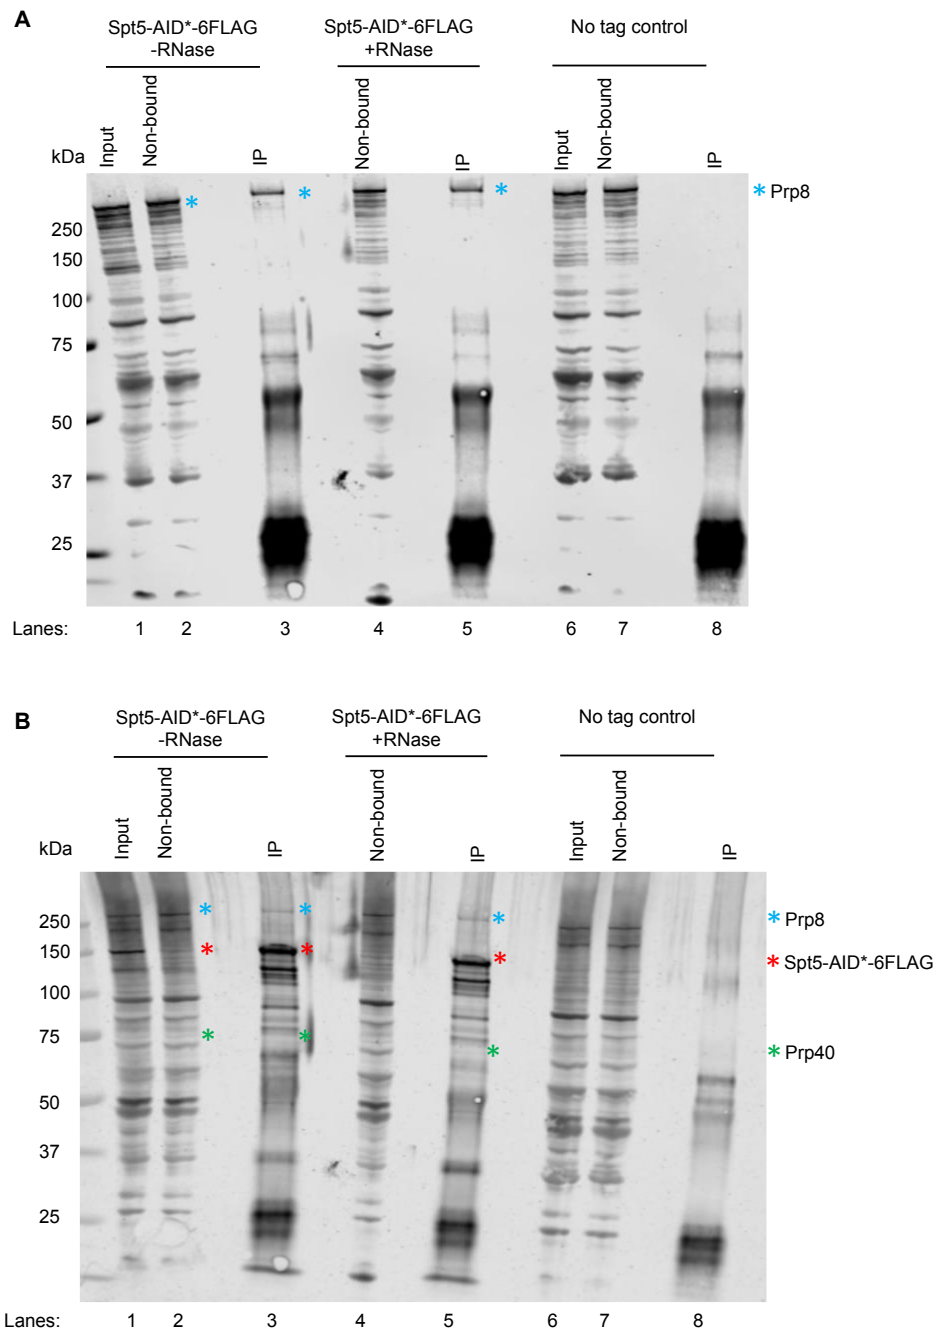 A
Spt5-AID*-6FLAG
-RNase
Spt5-AID*-6FLAG
+RNase
No tag control
kDa
Input
Non-bound
IP
Non-bound
IP
Input
Non-bound
IP
* Prp8
250
150
100
75
50
37
25
Lanes: 1 2 3 4 5 6 7 8
B
Spt5-AID*-6FLAG
-RNase
Spt5-AID*-6FLAG
+RNase
No tag control
kDa
Input
Non-bound
IP
Non-bound
IP
Input
Non-bound
IP
250
* Prp8
150
* Spt5-AID*-6FLAG
100
75
* Prp40
50
37
25
Lanes: 1 2 3 4 5 6 7 8